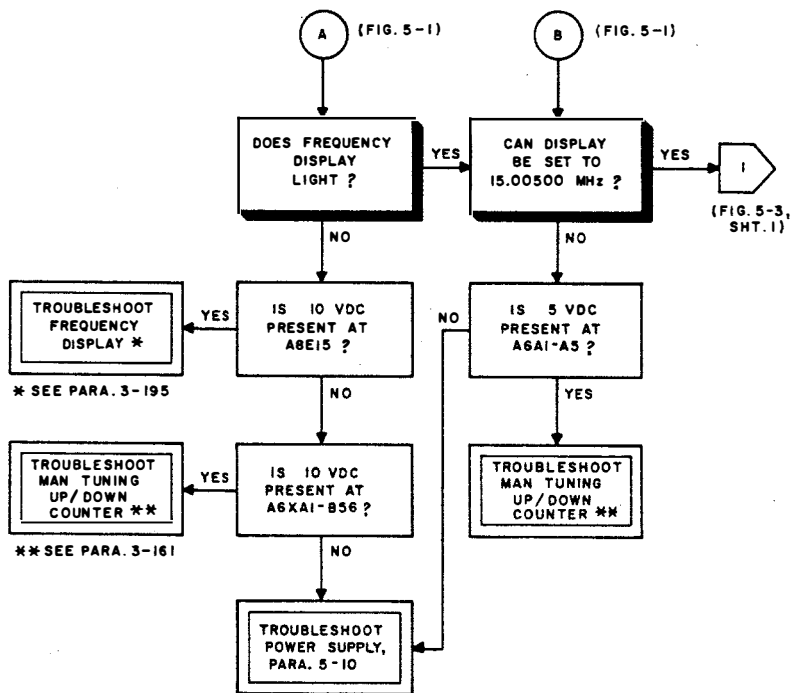 A
(FIG. 5-1)
B
(FIG. 5-1)
DOES FREQUENCY
DISPLAY
LIGHT ?
YES
CAN DISPLAY
BE SET TO
15.00500 MHz ?
YES
1
(FIG. 5-3,
SHT. 1)
NO
NO
TROUBLESHOOT
FREQUENCY
DISPLAY *
YES
IS 10 VDC
PRESENT AT
A8E15 ?
NO
IS 5 VDC
PRESENT AT
A6A1-A5 ?
* SEE PARA. 3-195
NO
YES
TROUBLESHOOT
MAN TUNING
UP/DOWN
COUNTER **
YES
IS 10 VDC
PRESENT AT
A6XA1-B56 ?
TROUBLESHOOT
MAN TUNING
UP/DOWN
COUNTER **
** SEE PARA. 3-161
NO
TROUBLESHOOT
POWER SUPPLY,
PARA. 5-10